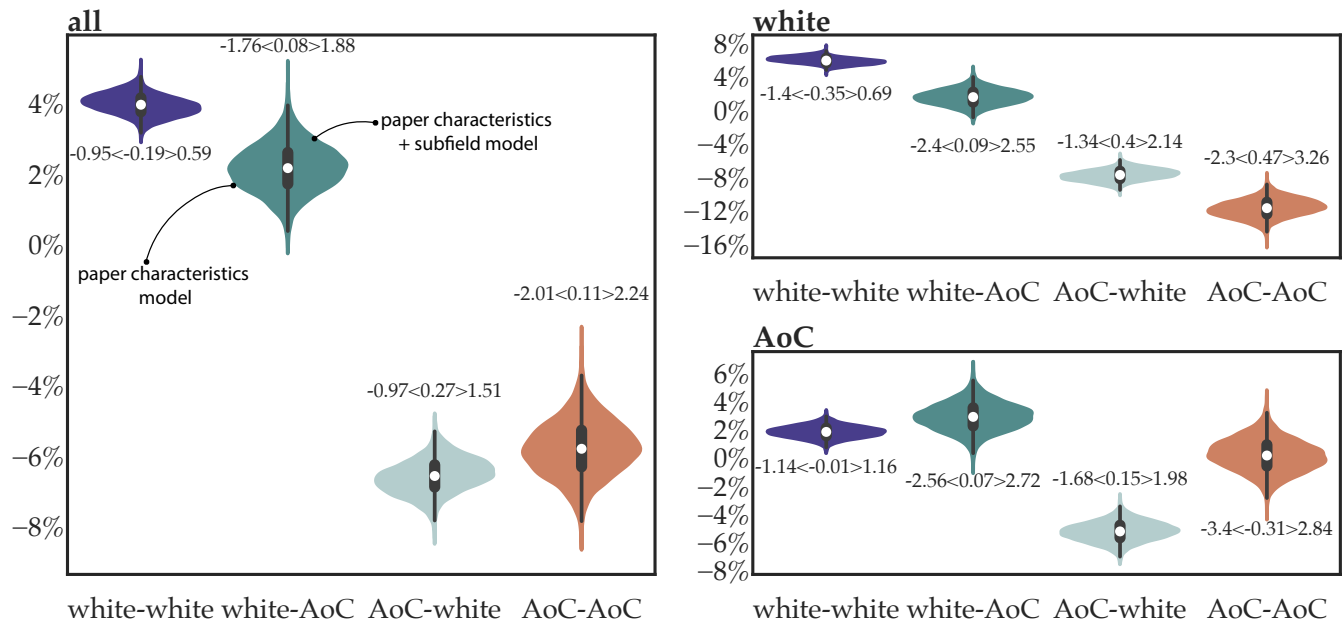 all
4%
2%
0%
−2%
−4%
−6%
−8%
-1.76<0.08>1.88
-0.95<-0.19>0.59
paper characteristics
+ subfield model
paper characteristics
model
-2.01<0.11>2.24
-0.97<0.27>1.51
white-white
white-AoC
AoC-white
AoC-AoC
white
8%
4%
0%
−4%
−8%
−12%
−16%
-1.4<-0.35>0.69
-2.4<0.09>2.55
-1.34<0.4>2.14
-2.3<0.47>3.26
white-white
white-AoC
AoC-white
AoC-AoC
AoC
6%
4%
2%
0%
−2%
−4%
−6%
−8%
-1.14<-0.01>1.16
-2.56<0.07>2.72
-1.68<0.15>1.98
-3.4<-0.31>2.84
white-white
white-AoC
AoC-white
AoC-AoC